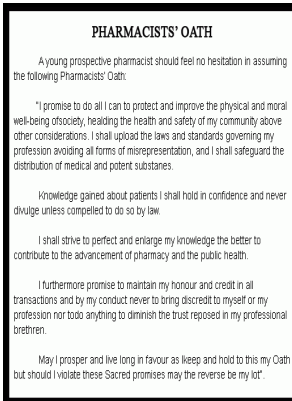 PHARMACISTS' OATH
A young prospective pharmacist should feel no hesitation in assuming
the following Pharmacists' Oath:
"I promise to do all I can to protect and improve the physical and moral
well-being ofsociety, healding the health and safety of my community above
other considerations. I shall upload the laws and standards governing my
profession avoiding all forms of misrepresentation, and I shall safeguard the
distribution of medical and potent substanes.
Knowledge gained about patients I shall hold in confidence and never
divulge unless compelled to do so by law.
I shall strive to perfect and enlarge my knowledge the better to
contribute to the advancement of pharmacy and the public health.
I furthermore promise to maintain my honour and credit in all
transactions and by my conduct never to bring discredit to myself or my
profession nor todo anything to diminish the trust reposed in my professional
brethren.
May I prosper and live long in favour as Ikeep and hold to this my Oath
but should I violate these Sacred promises may the reverse be my lot".